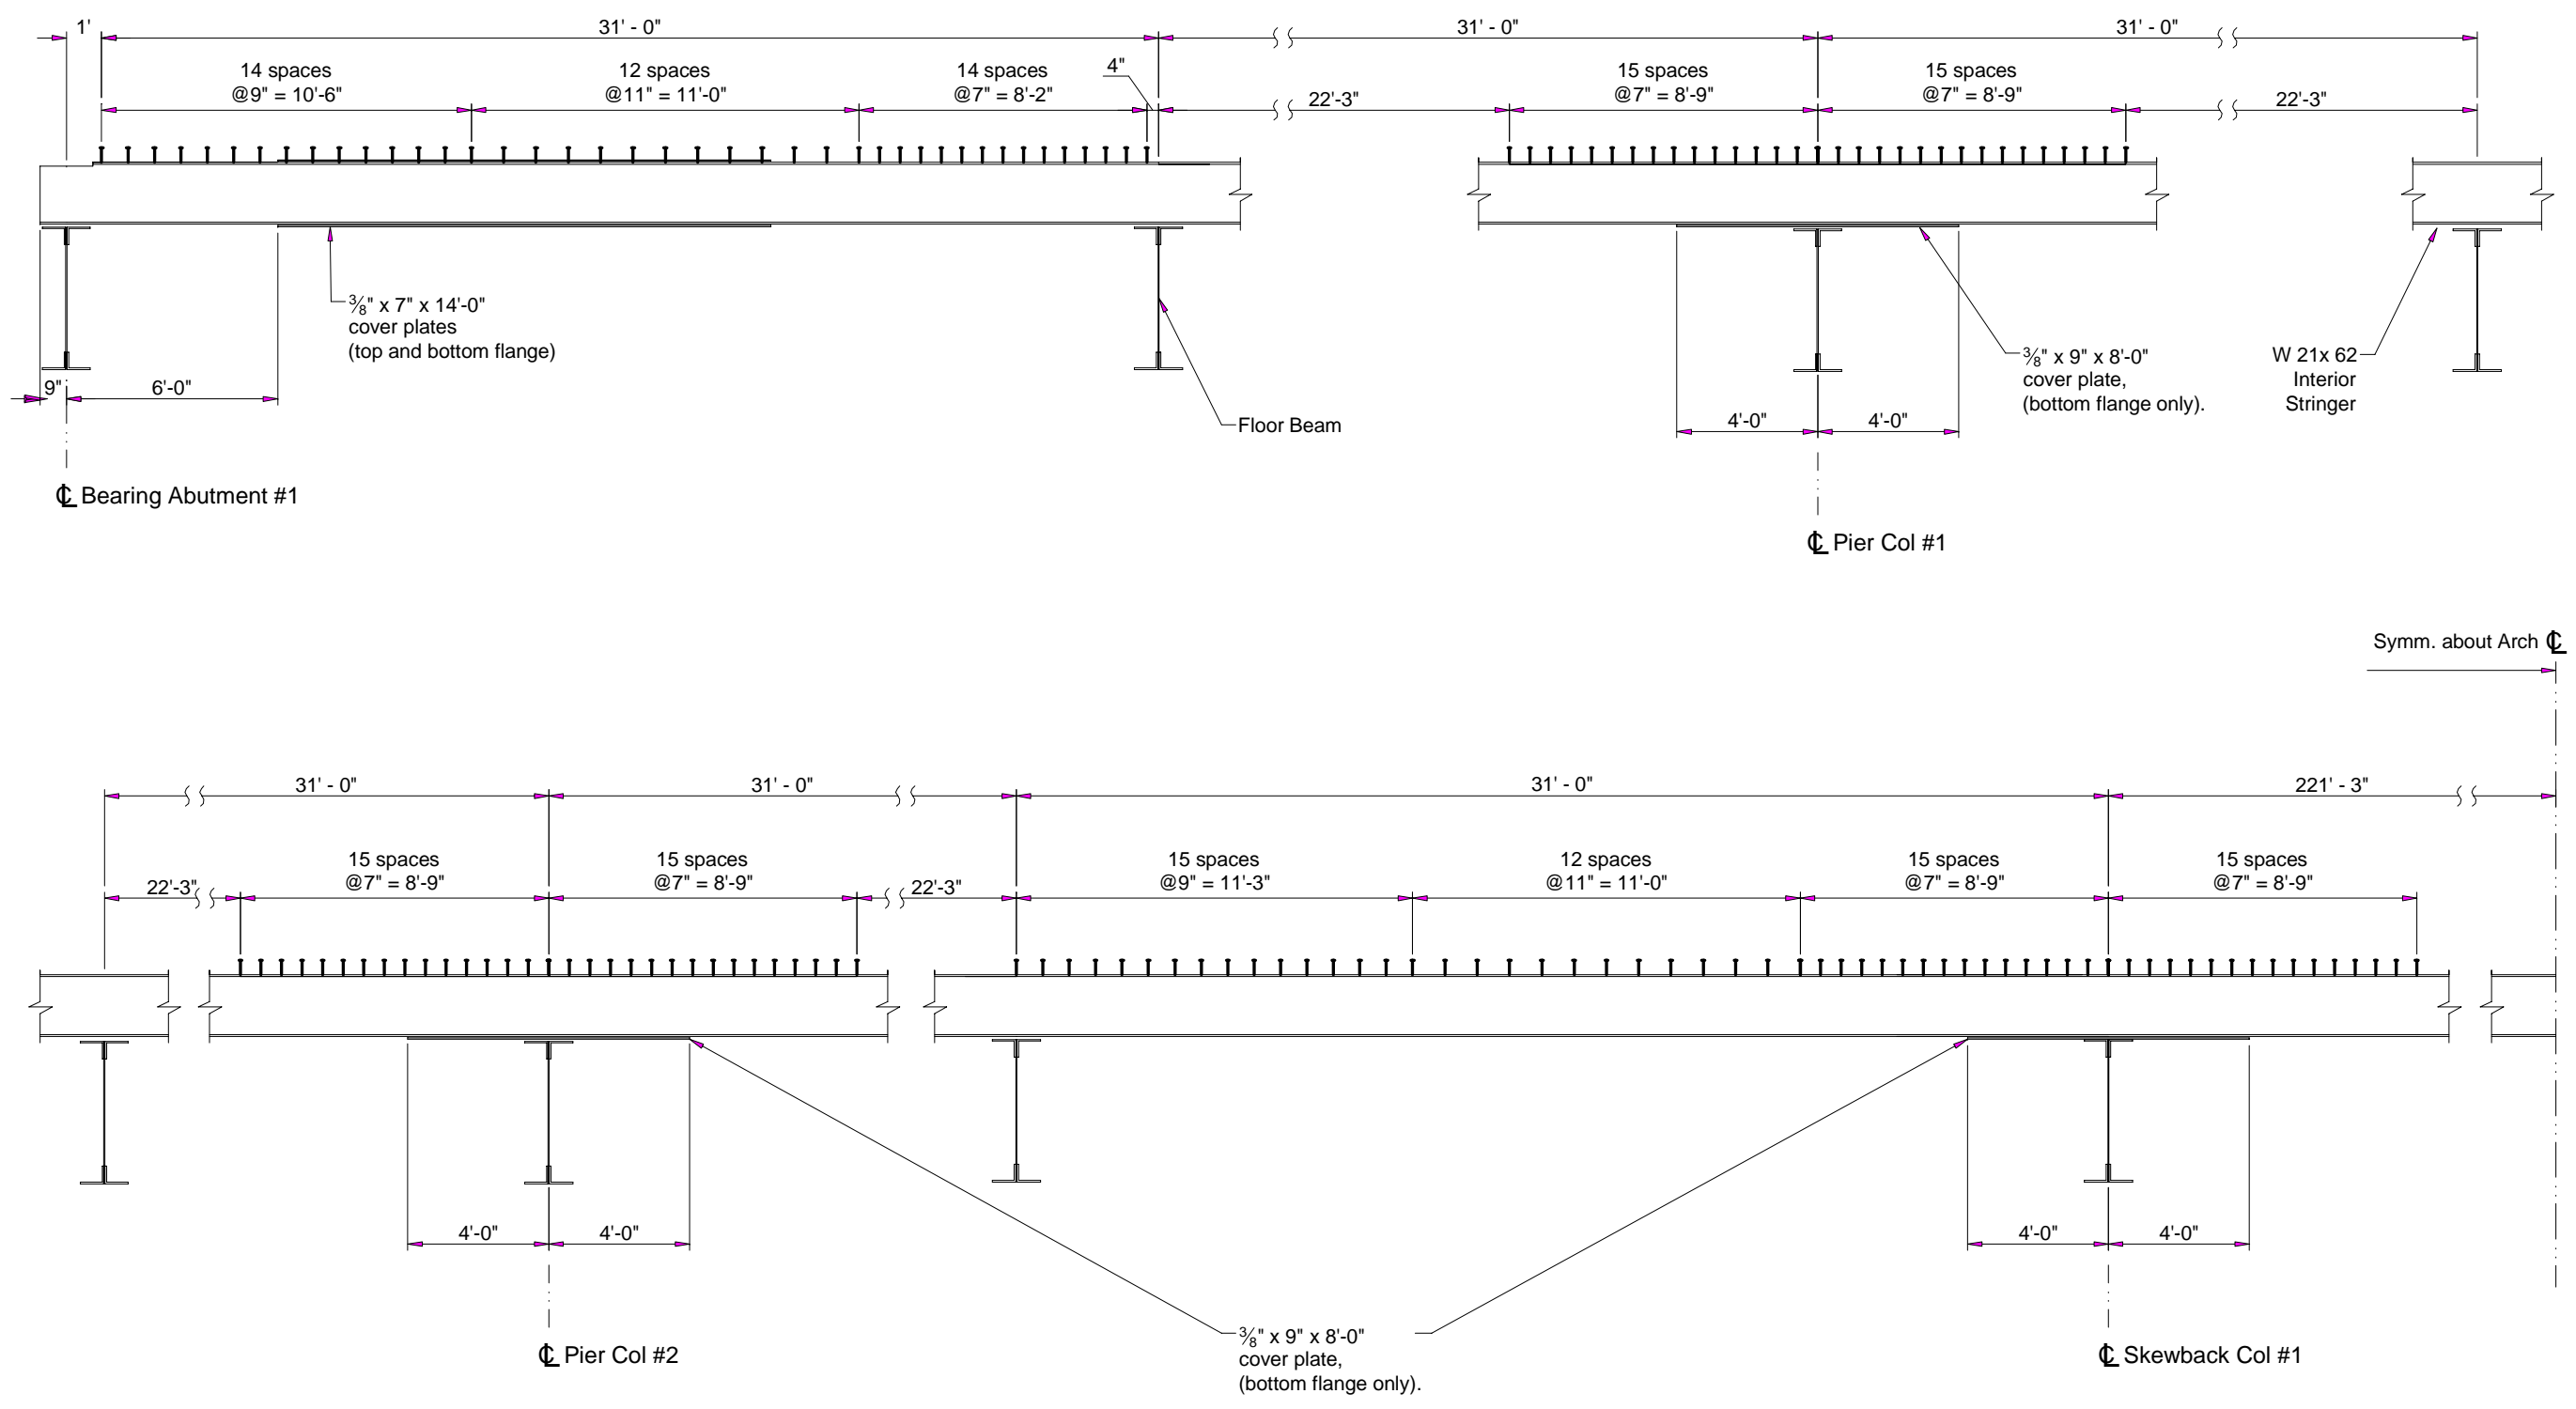 1'
31' - 0"
31' - 0"
31' - 0"
14 spaces
@9" = 10'-6"
12 spaces
@11" = 11'-0"
14 spaces
@7" = 8'-2"
4"
22'-3"
15 spaces
@7" = 8'-9"
15 spaces
@7" = 8'-9"
22'-3"
⅜" x 7" x 14'-0"
cover plates
(top and bottom flange)
9"
6'-0"
Floor Beam
⅜" x 9" x 8'-0"
cover plate,
(bottom flange only).
W 21x 62
Interior
Stringer
4'-0"
4'-0"
℄ Bearing Abutment #1
℄ Pier Col #1
Symm. about Arch ℄
31' - 0"
31' - 0"
31' - 0"
221' - 3"
22'-3"
15 spaces
@7" = 8'-9"
15 spaces
@7" = 8'-9"
22'-3"
15 spaces
@9" = 11'-3"
12 spaces
@11" = 11'-0"
15 spaces
@7" = 8'-9"
15 spaces
@7" = 8'-9"
4'-0"
4'-0"
4'-0"
4'-0"
⅜" x 9" x 8'-0"
cover plate,
(bottom flange only).
℄ Pier Col #2
℄ Skewback Col #1